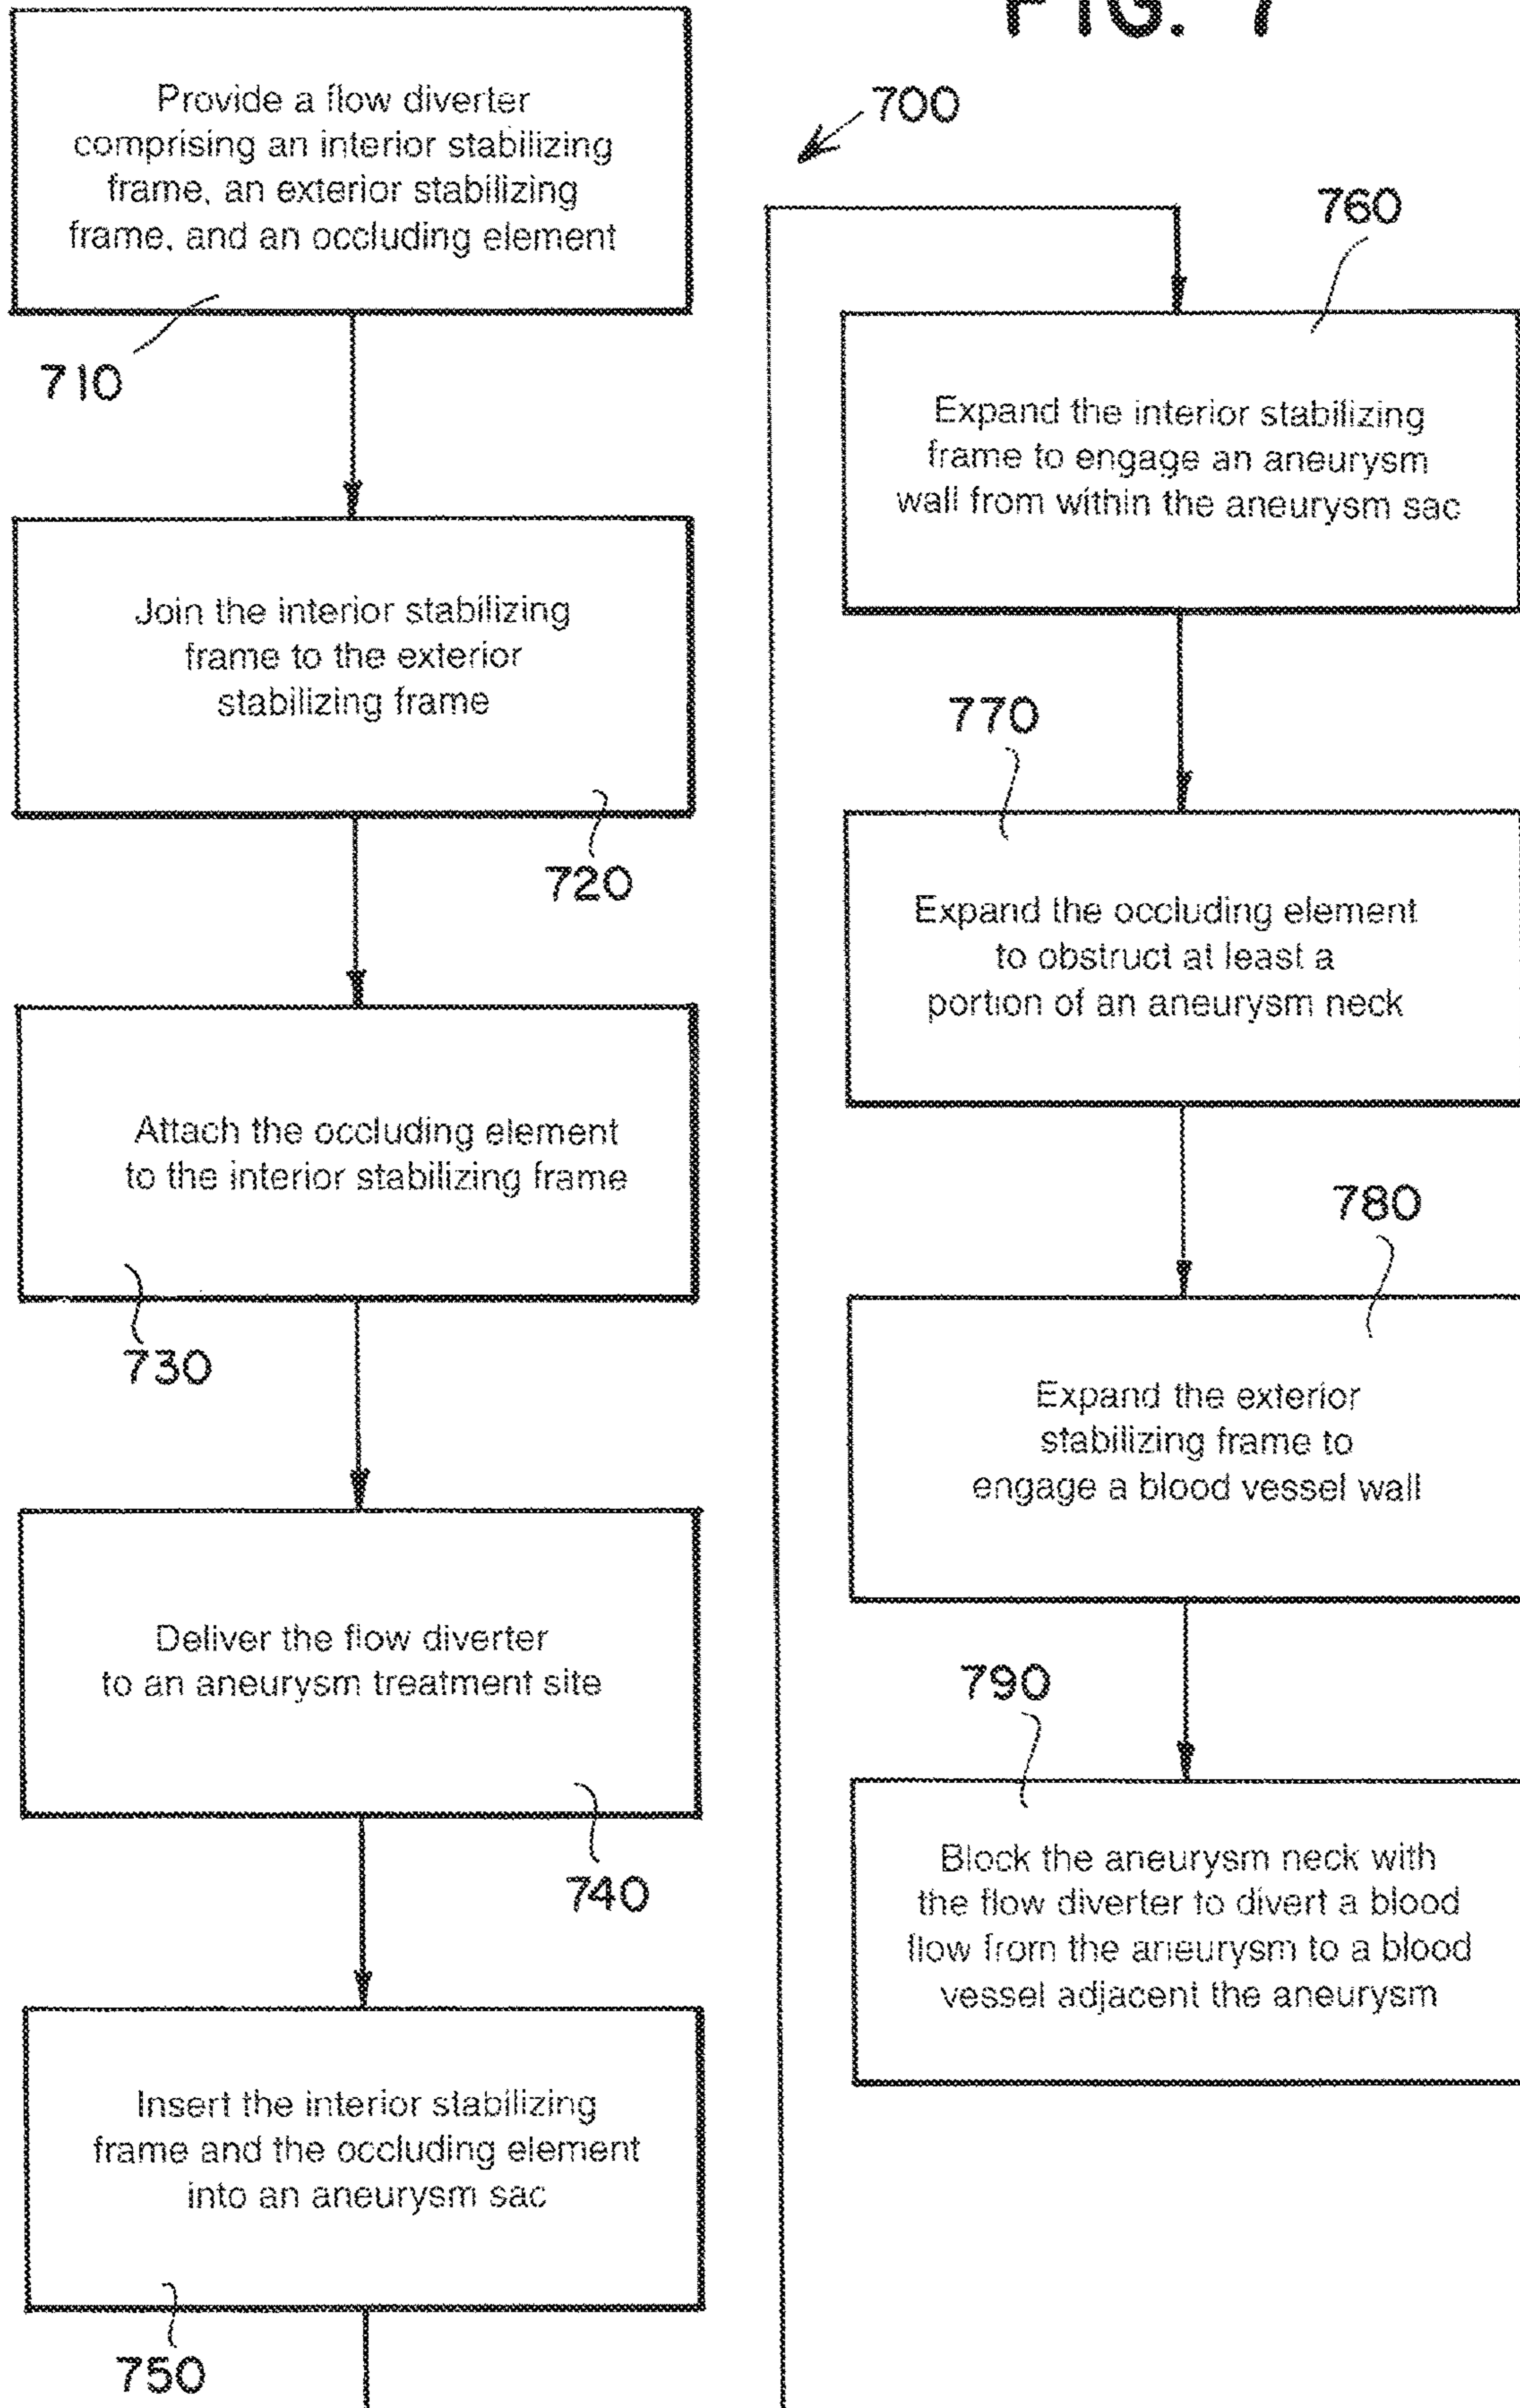 FIG. 7
700
Provide a flow diverter
comprising an interior stabilizing
frame, an exterior stabilizing
frame, and an occluding element
710
Join the interior stabilizing
frame to the exterior
stabilizing frame
720
Attach the occluding element
to the interior stabilizing frame
730
Deliver the flow diverter
to an aneurysm treatment site
740
Insert the interior stabilizing
frame and the occluding element
into an aneurysm sac
750
760
Expand the interior stabilizing
frame to engage an aneurysm
wall from within the aneurysm sac
770
Expand the occluding element
to obstruct at least a
portion of an aneurysm neck
780
Expand the exterior
stabilizing frame to
engage a blood vessel wall
790
Block the aneurysm neck with
the flow diverter to divert a blood
flow from the aneurysm to a blood
vessel adjacent the aneurysm